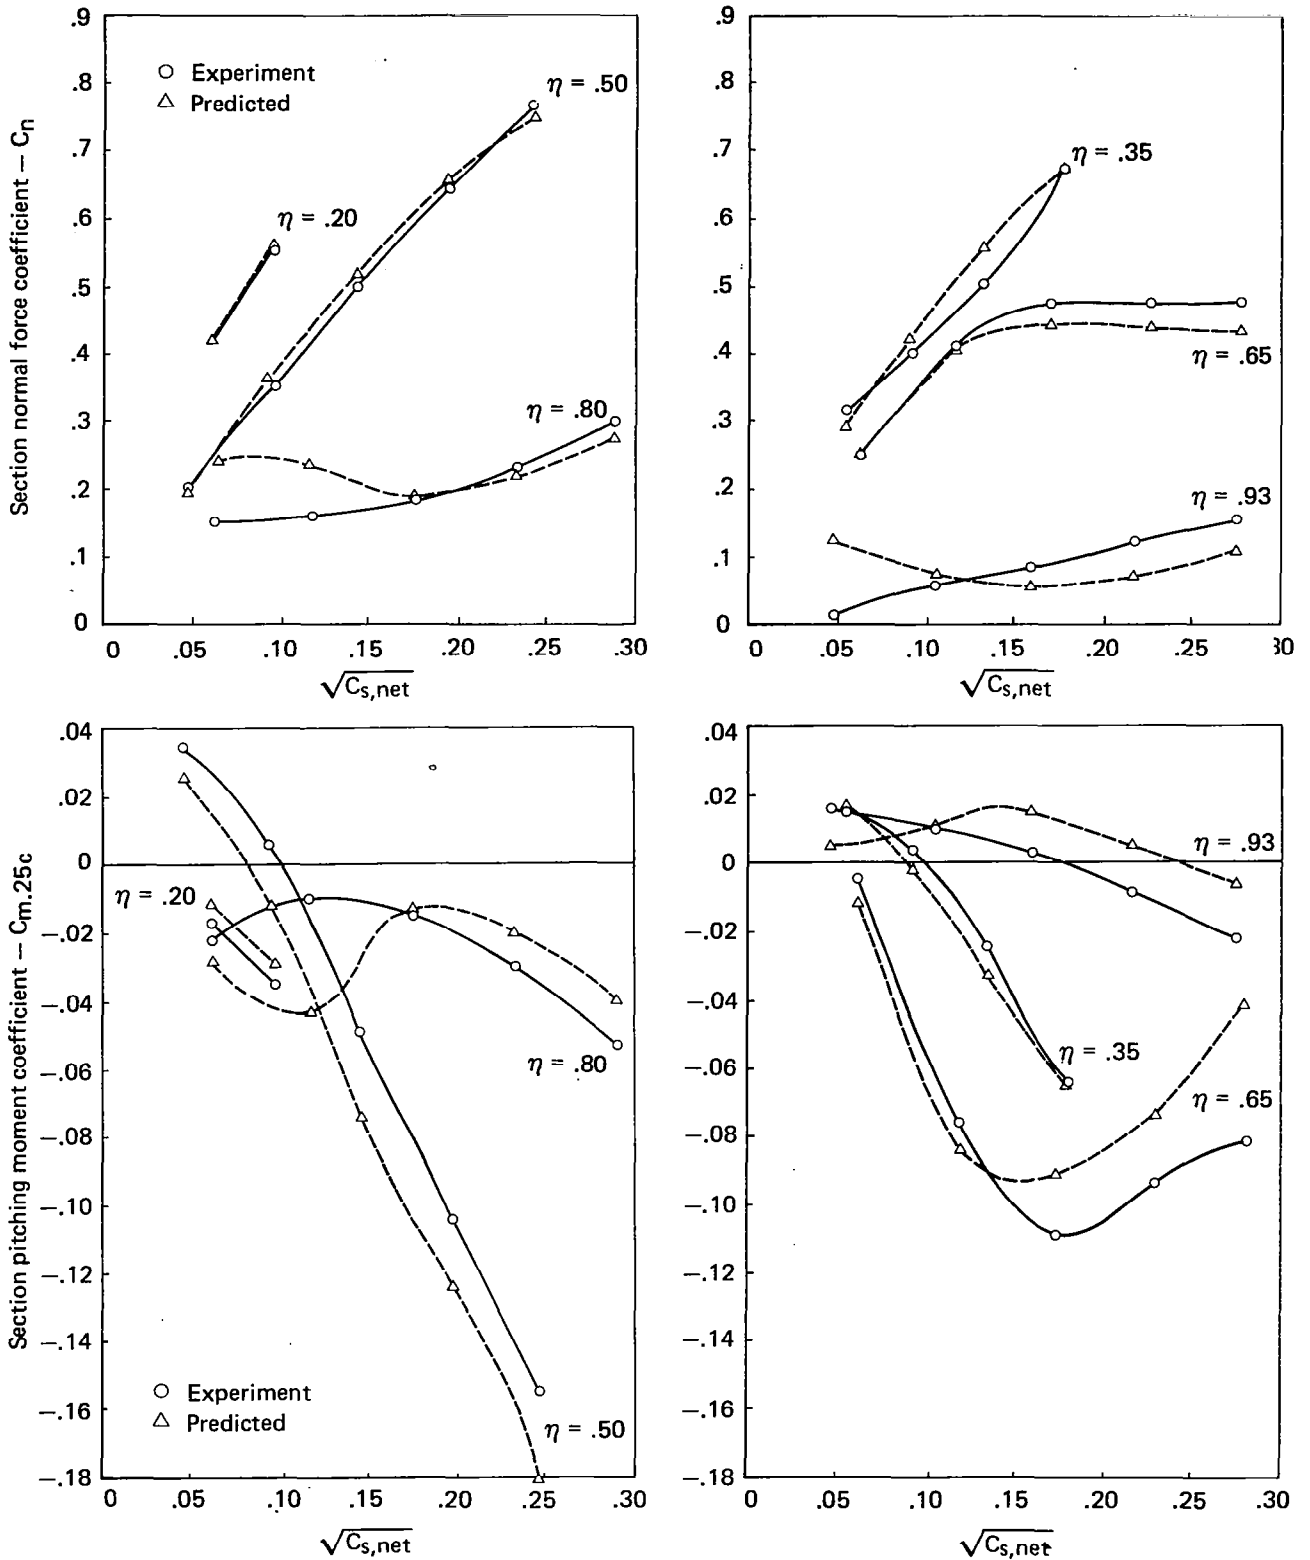 .9
.8
.7
.6
.5
.4
.3
.2
.1
0
Section normal force coefficient — Cn
○ Experiment
△ Predicted
η = .50
η = .20
η = .80
0 .05 .10 .15 .20 .25 .30
√Cs,net
.9
.8
.7
.6
.5
.4
.3
.2
.1
0
η = .35
η = .65
η = .93
0 .05 .10 .15 .20 .25 30
√Cs,net
.04
.02
0
—.02
—.04
—.06
—.08
—.10
—.12
—.14
—.16
—.18
Section pitching moment coefficient — Cm.25c
η = .20
η = .80
○ Experiment
△ Predicted
η = .50
0 .05 .10 .15 .20 .25 .30
√Cs,net
.04
.02
0
—.02
—.04
—.06
—.08
—.10
—.12
—.14
—.16
—.18
η = .93
η = .35
η = .65
0 .05 .10 .15 .20 .25 .30
√Cs,net